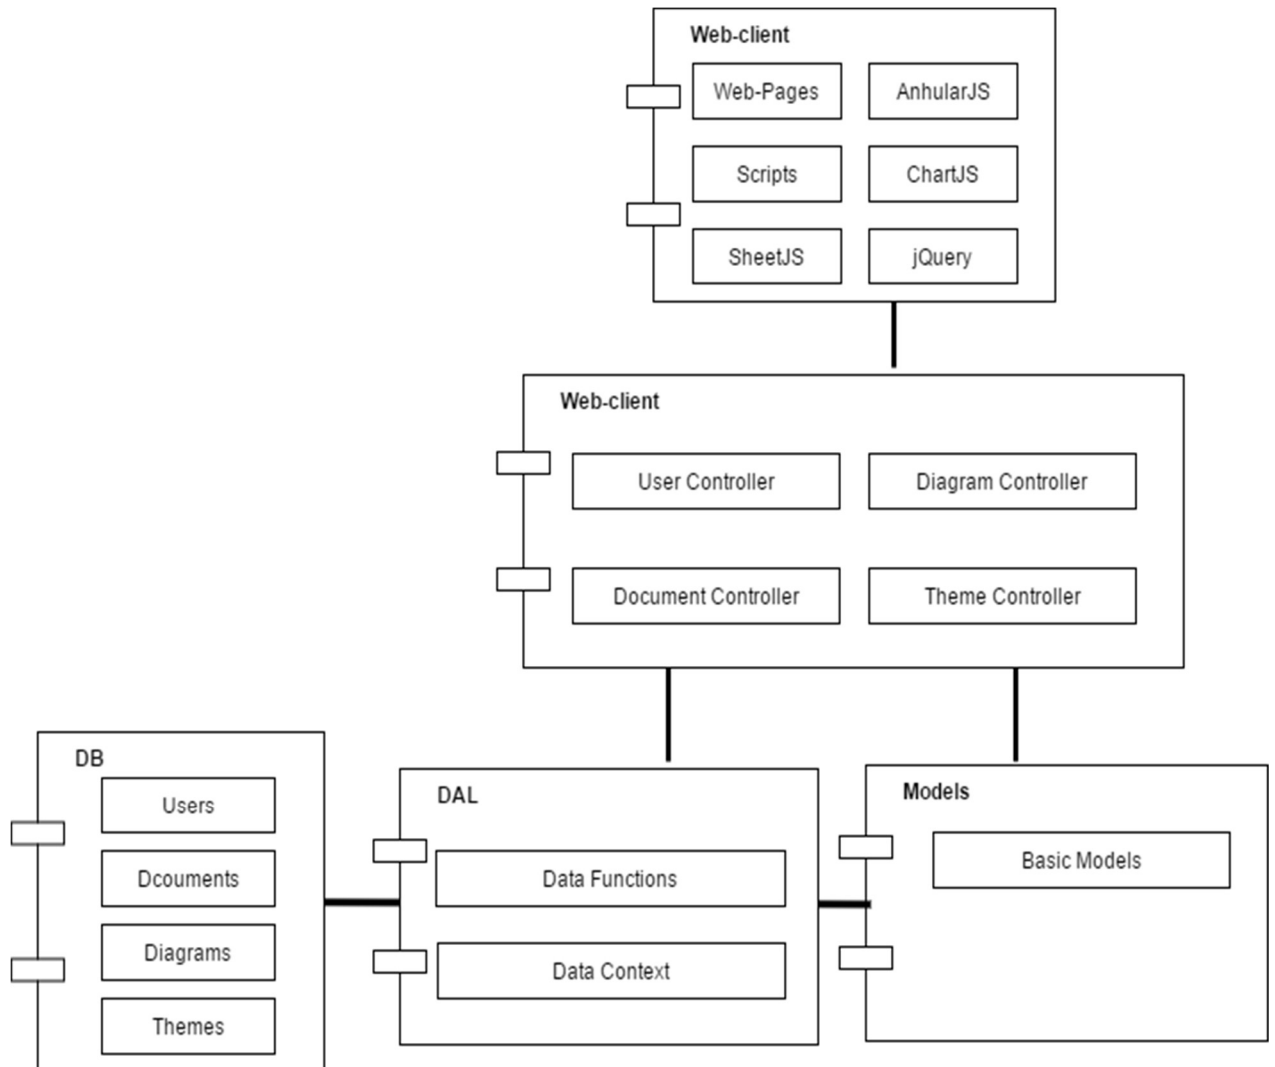 Web-client
Web-Pages
AnhularJS
Scripts
ChartJS
SheetJS
jQuery
Web-client
User Controller
Diagram Controller
Document Controller
Theme Controller
DB
Users
Dcouments
Diagrams
Themes
DAL
Data Functions
Data Context
Models
Basic Models